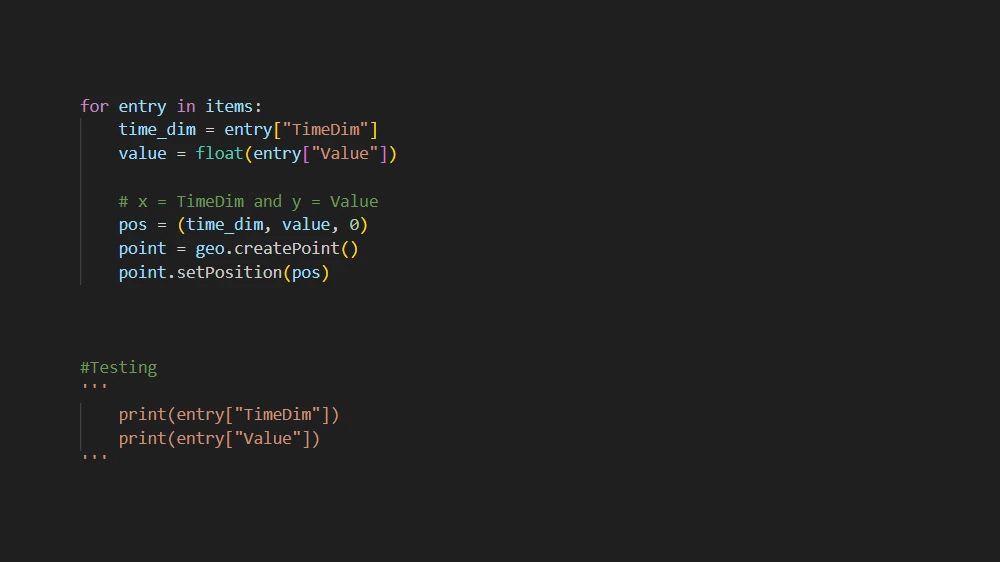 for entry in items:
    time_dim = entry["TimeDim"]
    value = float(entry["Value"])
    # x = TimeDim and y = Value
    pos = (time_dim, value, 0)
    point = geo.createPoint()
    point.setPosition(pos)
#Testing
'''
    print(entry["TimeDim"])
    print(entry["Value"])
'''